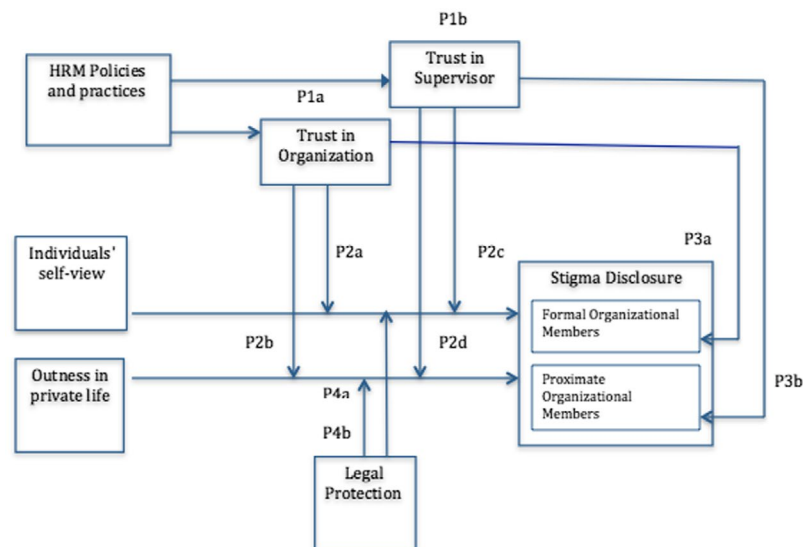 P1b
HRM Policies
and practices
Trust in
Supervisor
P1a
Trust in
Organization
Individuals'
self-view
P2a
P2c
P3a
Stigma Disclosure
Formal Organizational
Members
P2b
P2d
Outness in
private life
Proximate
Organizational
Members
P3b
P4a
P4b
Legal
Protection